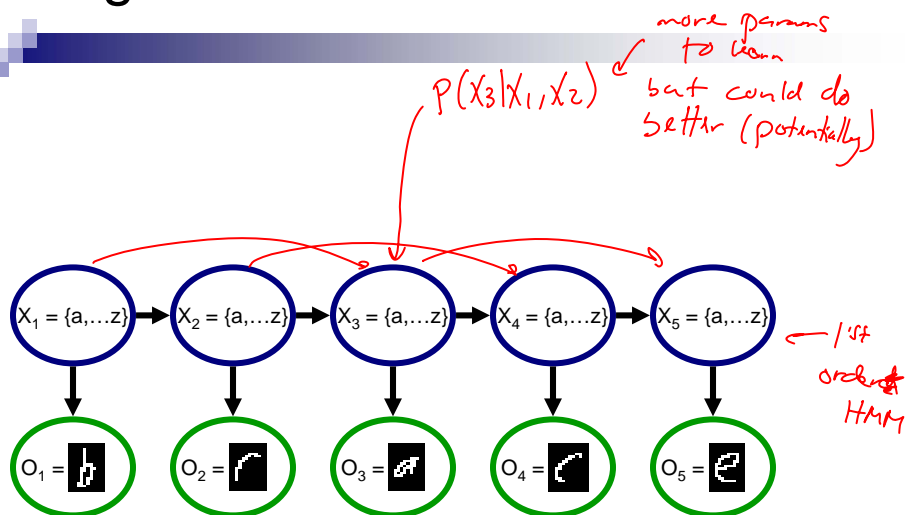 more params
to learn
P(X3|X1,X2)
but could do
better (potentially)
X1 = {a,...z}
X2 = {a,...z}
X3 = {a,...z}
X4 = {a,...z}
X5 = {a,...z}
1st
order
HMM
O1 = b
O2 = r
O3 = a
O4 = c
O5 = e